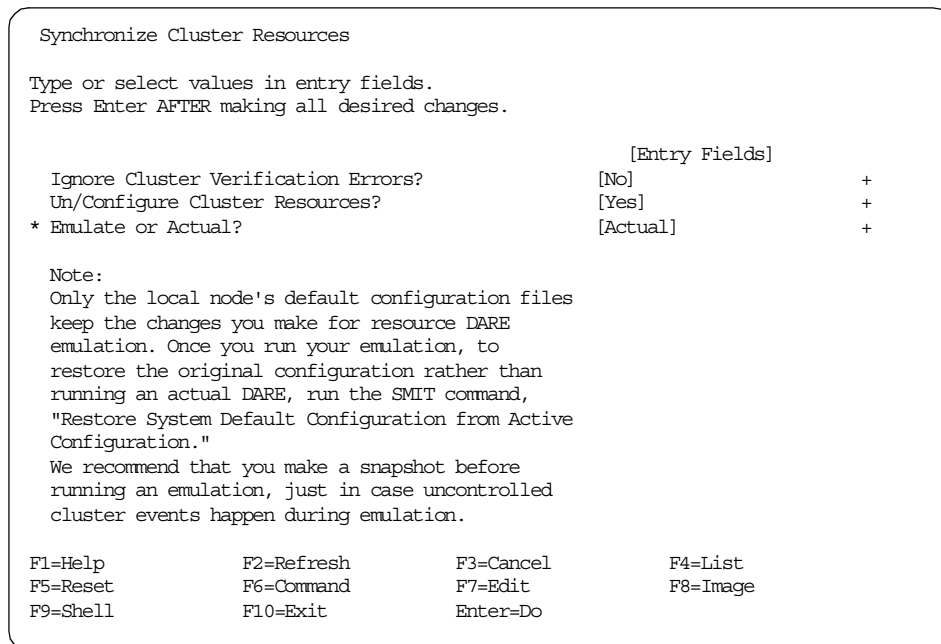 Synchronize Cluster Resources
Type or select values in entry fields.
Press Enter AFTER making all desired changes.
[Entry Fields]
Ignore Cluster Verification Errors? [No] +
Un/Configure Cluster Resources? [Yes] +
* Emulate or Actual? [Actual] +
Note:
Only the local node's default configuration files
keep the changes you make for resource DARE
emulation. Once you run your emulation, to
restore the original configuration rather than
running an actual DARE, run the SMIT command,
"Restore System Default Configuration from Active
Configuration."
We recommend that you make a snapshot before
running an emulation, just in case uncontrolled
cluster events happen during emulation.
F1=Help F2=Refresh F3=Cancel F4=List
F5=Reset F6=Command F7=Edit F8=Image
F9=Shell F10=Exit Enter=Do